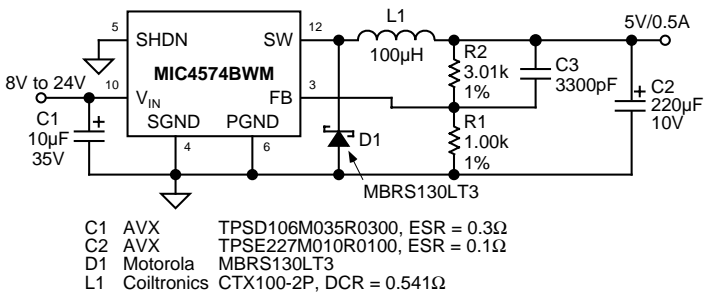 L1
100µH
5V/0.5A
5
SHDN
SW
12
MIC4574BWM
8V to 24V
10
VIN
FB
3
SGND
PGND
4
6
C1
10µF
35V
+
D1
MBRS130LT3
R2
3.01k
1%
R1
1.00k
1%
C3
3300pF
+
C2
220µF
10V
C1 AVX TPSD106M035R0300, ESR = 0.3Ω
C2 AVX TPSE227M010R0100, ESR = 0.1Ω
D1 Motorola MBRS130LT3
L1 Coiltronics CTX100-2P, DCR = 0.541Ω